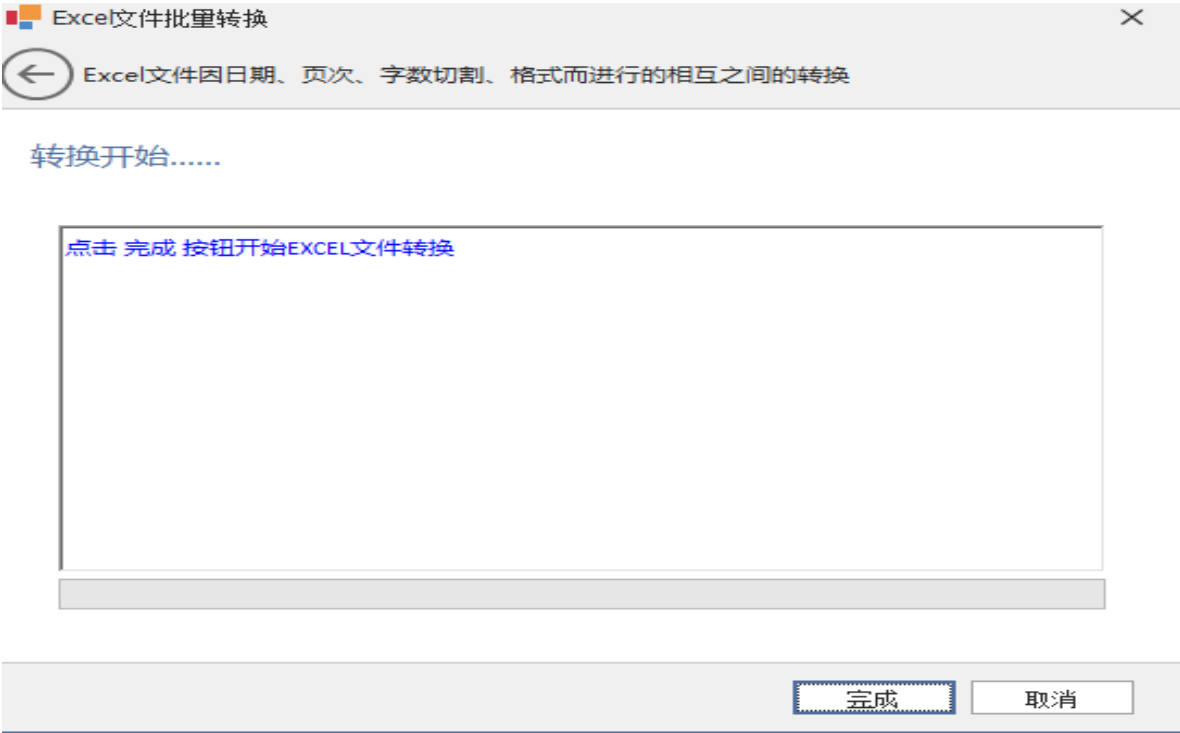 Excel文件批里转换
Excel文件因日期、页次、字数切割、格式而进行的相互之间的转换
转换开始......
点击 完成 按钮开始EXCEL文件转换
完成
取消